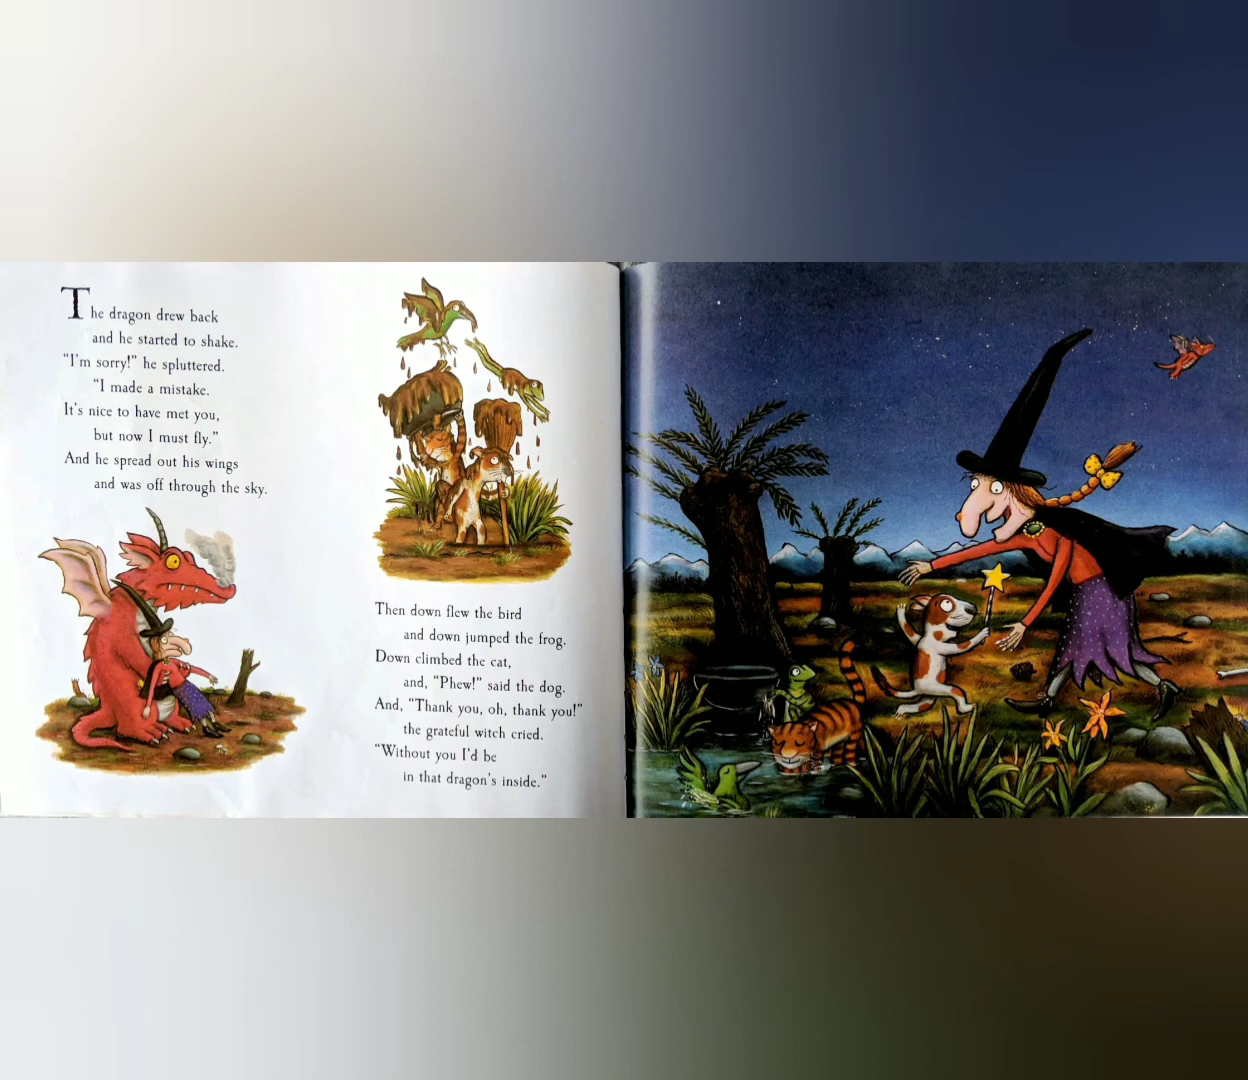 The dragon drew back
and he started to shake.
“I’m sorry!” he spluttered.
“I made a mistake.
It’s nice to have met you,
but now I must fly.”
And he spread out his wings
and was off through the sky.
Then down flew the bird
and down jumped the frog.
Down climbed the cat,
and, “Phew!” said the dog.
And, “Thank you, oh, thank you!”
the grateful witch cried.
“Without you I’d be
in that dragon’s inside.”